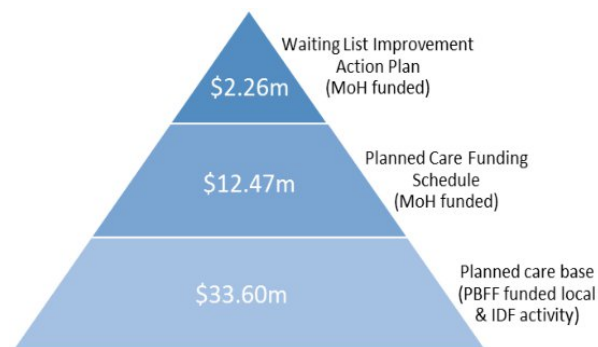 Waiting List Improvement
Action Plan
(MoH funded)
$2.26m
Planned Care Funding
Schedule
(MoH funded)
$12.47m
Planned care base
(PBFF funded local
& IDF activity)
$33.60m